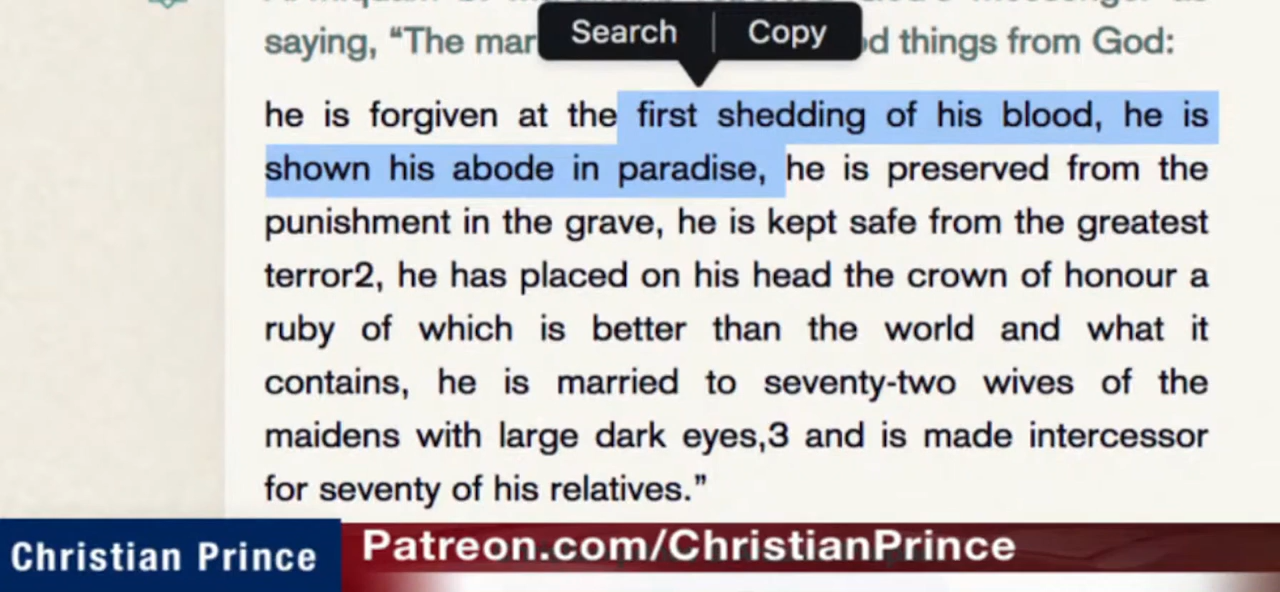 saying, “The mar
Search | Copy
d things from God:
he is forgiven at the first shedding of his blood, he is
shown his abode in paradise, he is preserved from the
punishment in the grave, he is kept safe from the greatest
terror2, he has placed on his head the crown of honour a
ruby of which is better than the world and what it
contains, he is married to seventy-two wives of the
maidens with large dark eyes,3 and is made intercessor
for seventy of his relatives.”
Christian Prince
Patreon.com/ChristianPrince